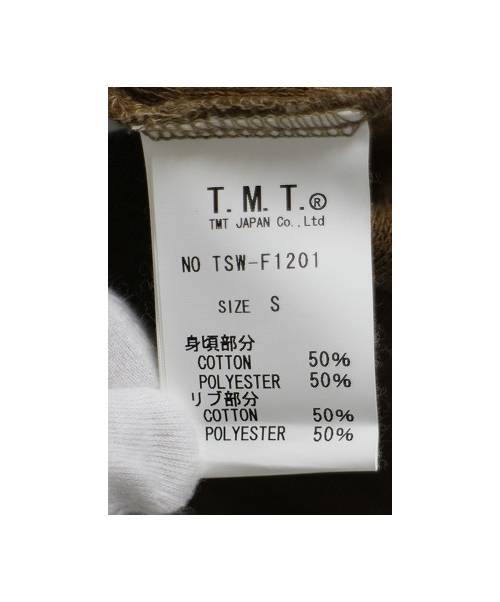 T.M.T.®
TMT JAPAN Co.,Ltd
NO TSW-F1201
SIZE S
身頃部分
COTTON 50%
POLYESTER 50%
リブ部分
COTTON 50%
POLYESTER 50%